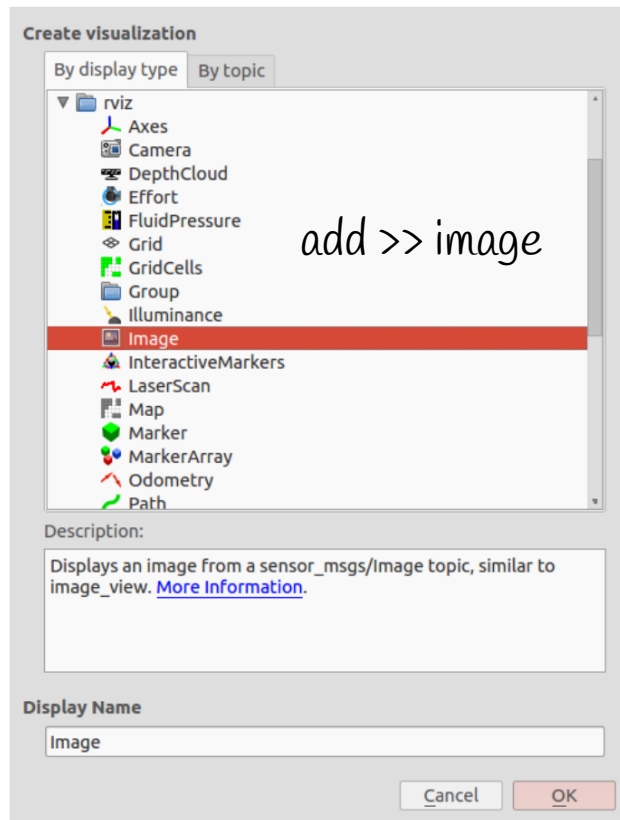 Create visualization
By display type By topic
rviz
Axes
Camera
DepthCloud
Effort
FluidPressure
Grid
add >> image
GridCells
Group
Illuminance
Image
InteractiveMarkers
LaserScan
Map
Marker
MarkerArray
Odometry
Path
Description:
Displays an image from a sensor_msgs/Image topic, similar to
image_view. More Information.
Display Name
Image
Cancel OK